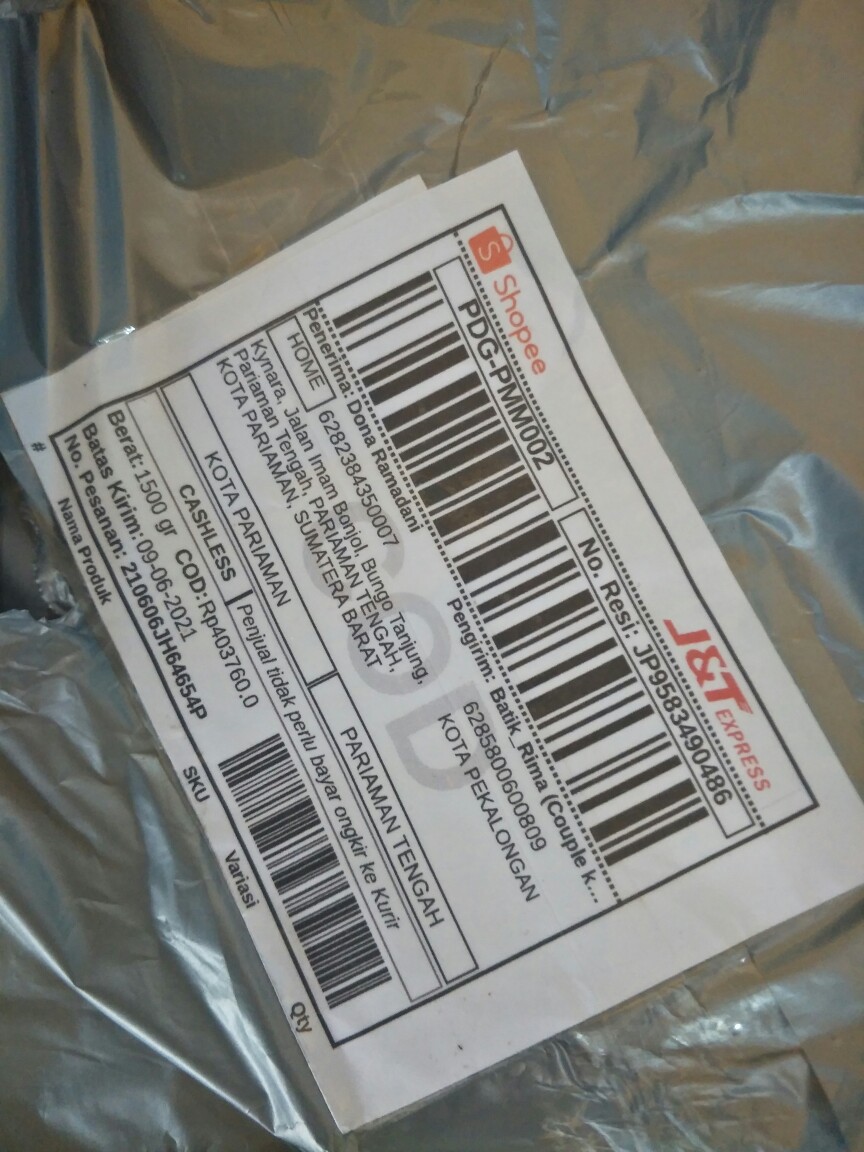 Shopee
J&T EXPRESS
PDG-PMM002
No. Resi: JP9583490486
Penerima: Dona Ramadani
HOME
6282384350007
Kynara, Jalan Imam Bonjol, Bungo Tanjung,
Pariaman Tengah, PARIAMAN TENGAH,
KOTA PARIAMAN, SUMATERA BARAT
Pengirim: Batik_Rima (Couple k...
6285800600809
KOTA PEKALONGAN
COD
KOTA PARIAMAN
PARIAMAN TENGAH
CASHLESS
Penjual tidak perlu bayar ongkir ke Kurir
Berat: 1500 gr
COD: Rp403760.0
Batas Kirim: 09-06-2021
No. Pesanan: 210606JH64654P
# Nama Produk SKU Variasi Qty